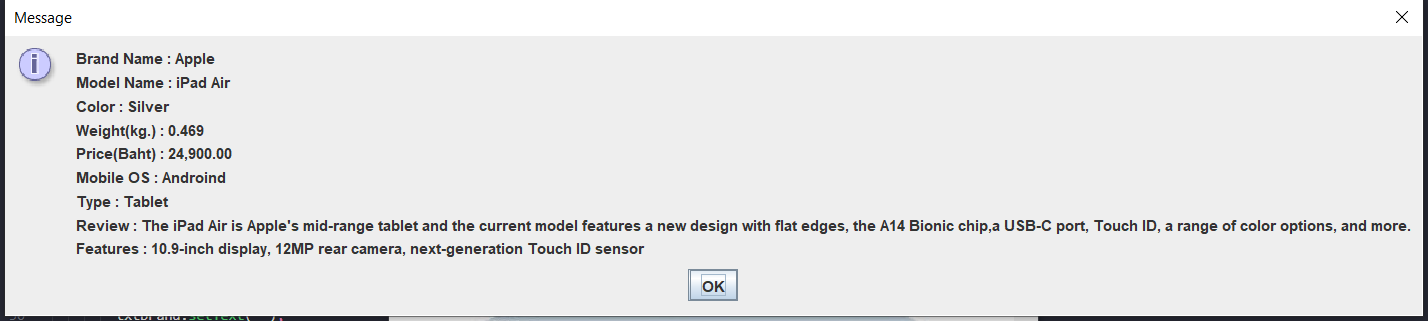 Message
Brand Name : Apple
Model Name : iPad Air
Color : Silver
Weight(kg.) : 0.469
Price(Baht) : 24,900.00
Mobile OS : Androind
Type : Tablet
Review : The iPad Air is Apple's mid-range tablet and the current model features a new design with flat edges, the A14 Bionic chip,a USB-C port, Touch ID, a range of color options, and more.
Features : 10.9-inch display, 12MP rear camera, next-generation Touch ID sensor
OK